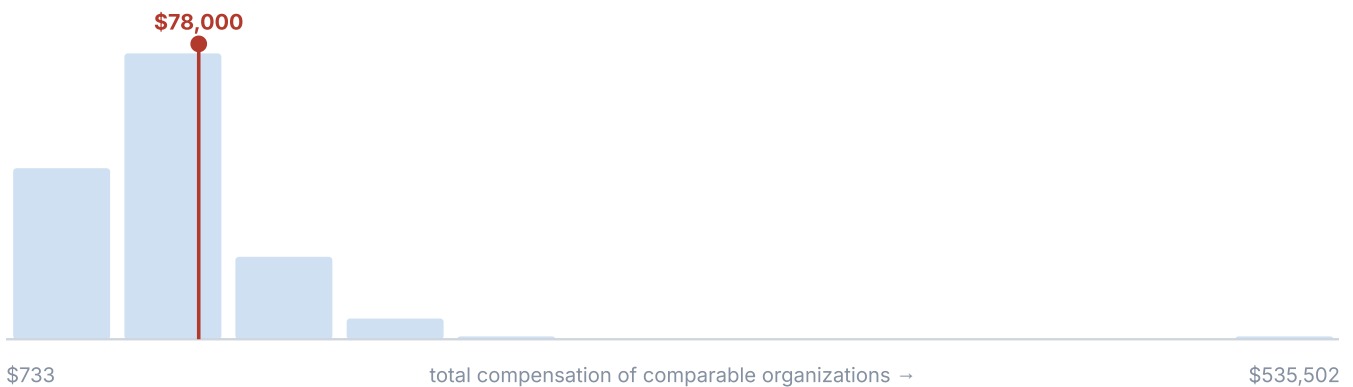 $78,000
$733 total compensation of comparable organizations → $535,502